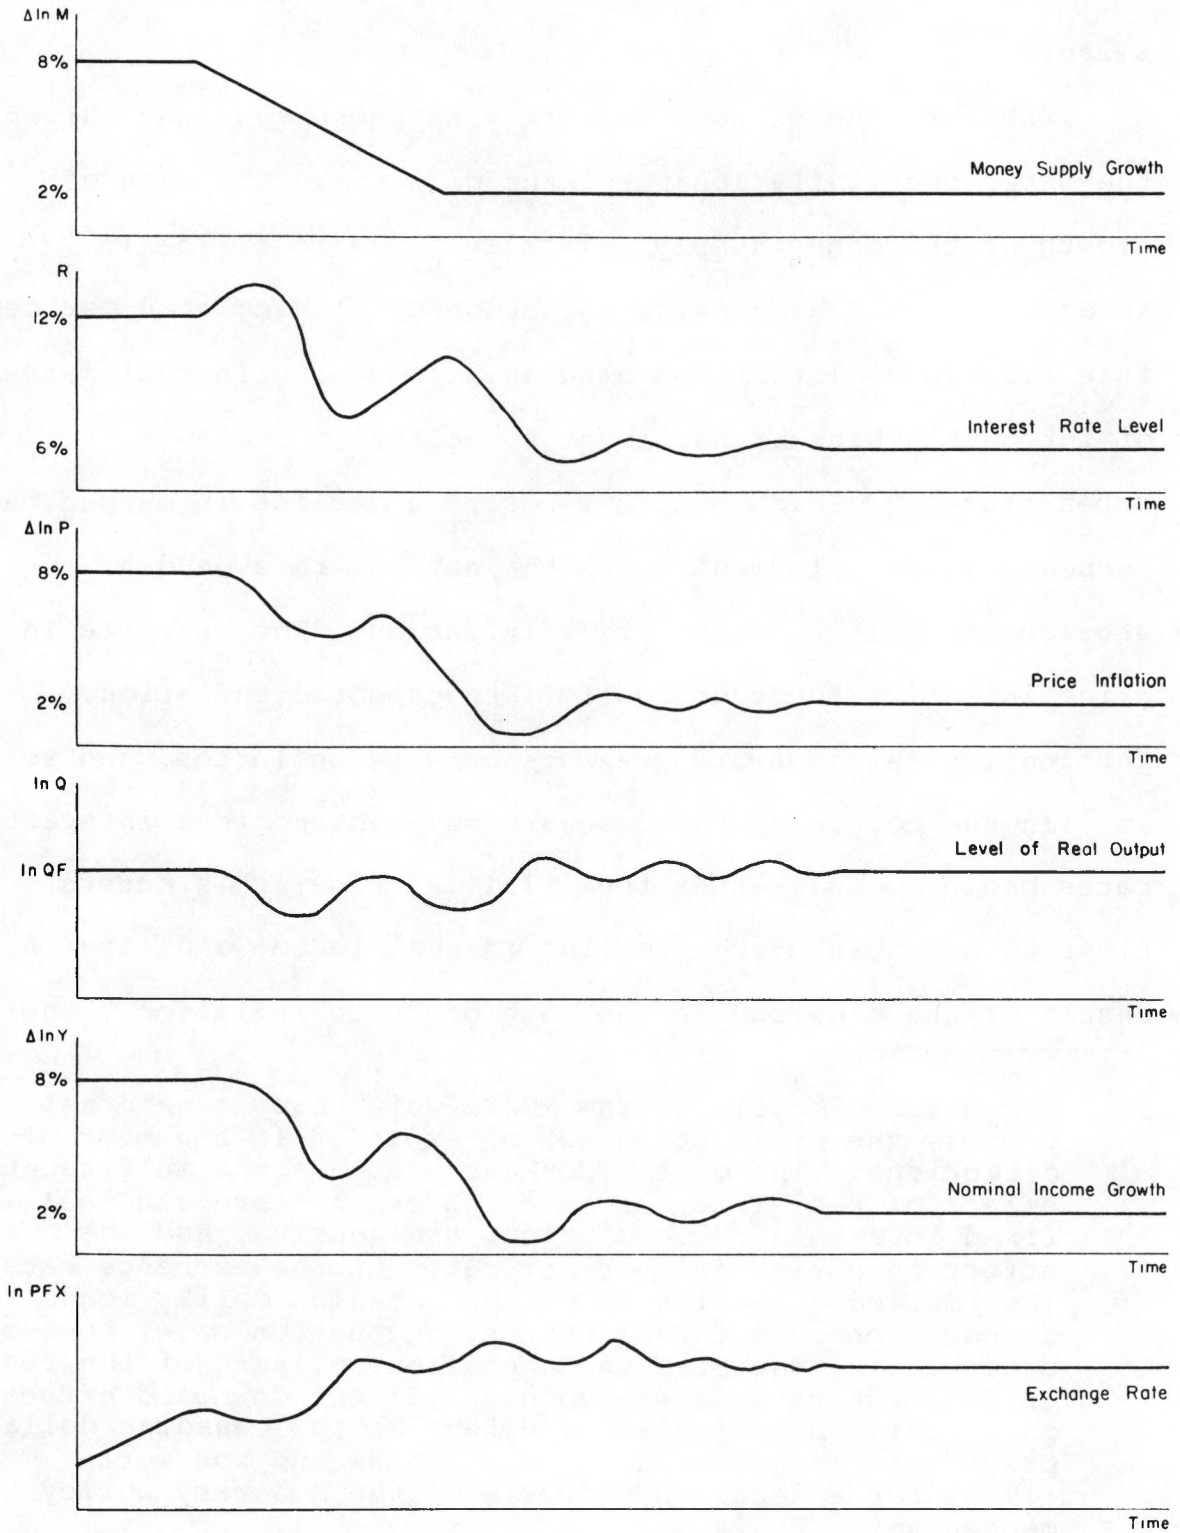 Δ ln M
8%
2%
Money Supply Growth
Time
R
12%
6%
Interest Rate Level
Time
Δ ln P
8%
2%
Price Inflation
Time
ln Q
ln QF
Level of Real Output
Time
Δ ln Y
8%
2%
Nominal Income Growth
Time
ln PFX
Exchange Rate
Time